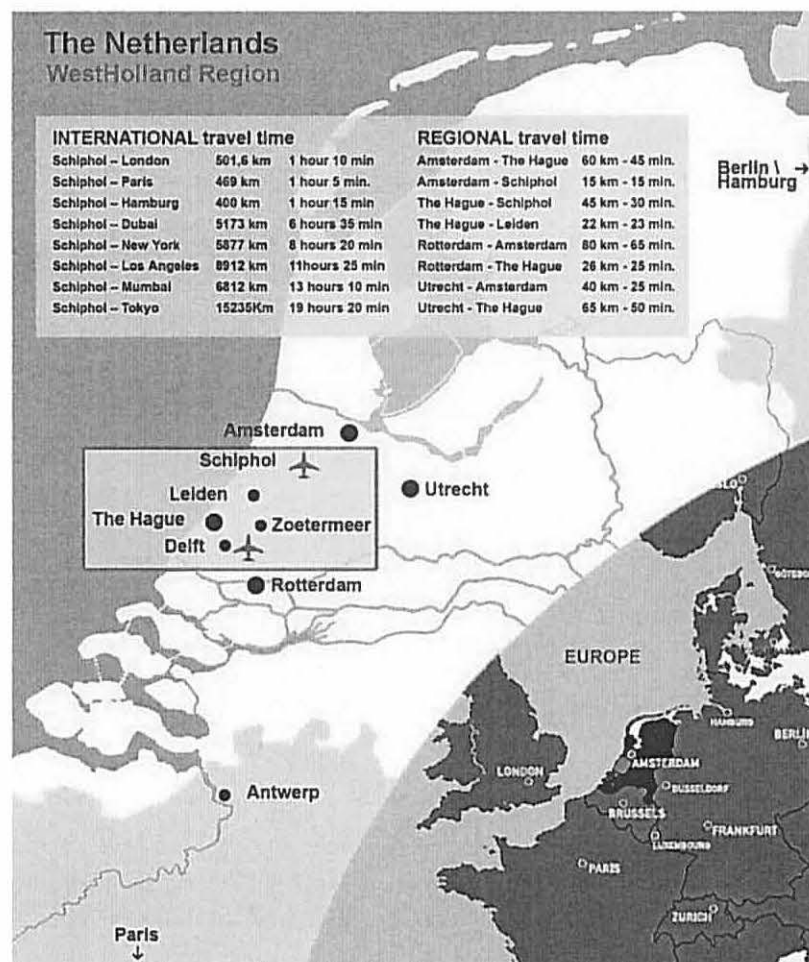 The Netherlands
WestHolland Region
INTERNATIONAL travel time
Schiphol – London 501,6 km 1 hour 10 min
Schiphol – Paris 469 km 1 hour 5 min.
Schiphol – Hamburg 400 km 1 hour 15 min
Schiphol – Dubai 5173 km 6 hours 35 min
Schiphol – New York 5877 km 8 hours 20 min
Schiphol – Los Angeles 8912 km 11hours 25 min
Schiphol – Mumbai 6812 km 13 hours 10 min
Schiphol – Tokyo 15235Km 19 hours 20 min
REGIONAL travel time
Amsterdam - The Hague 60 km - 45 min.
Amsterdam - Schiphol 15 km - 15 min.
The Hague - Schiphol 45 km - 30 min.
The Hague - Leiden 22 km - 23 min.
Rotterdam - Amsterdam 80 km - 65 min.
Rotterdam - The Hague 26 km - 25 min.
Utrecht - Amsterdam 40 km - 25 min.
Utrecht - The Hague 65 km - 50 min.
Berlin \ →
Hamburg
Amsterdam
Schiphol
Leiden
Utrecht
The Hague
Zoetermeer
Delft
Rotterdam
Antwerp
Paris
↓
EUROPE
HAMBURG
BERLIN
AMSTERDAM
LONDON
DUSSELDORF
BRUSSELS
FRANKFURT
LUXEMBOURG
PARIS
ZURICH